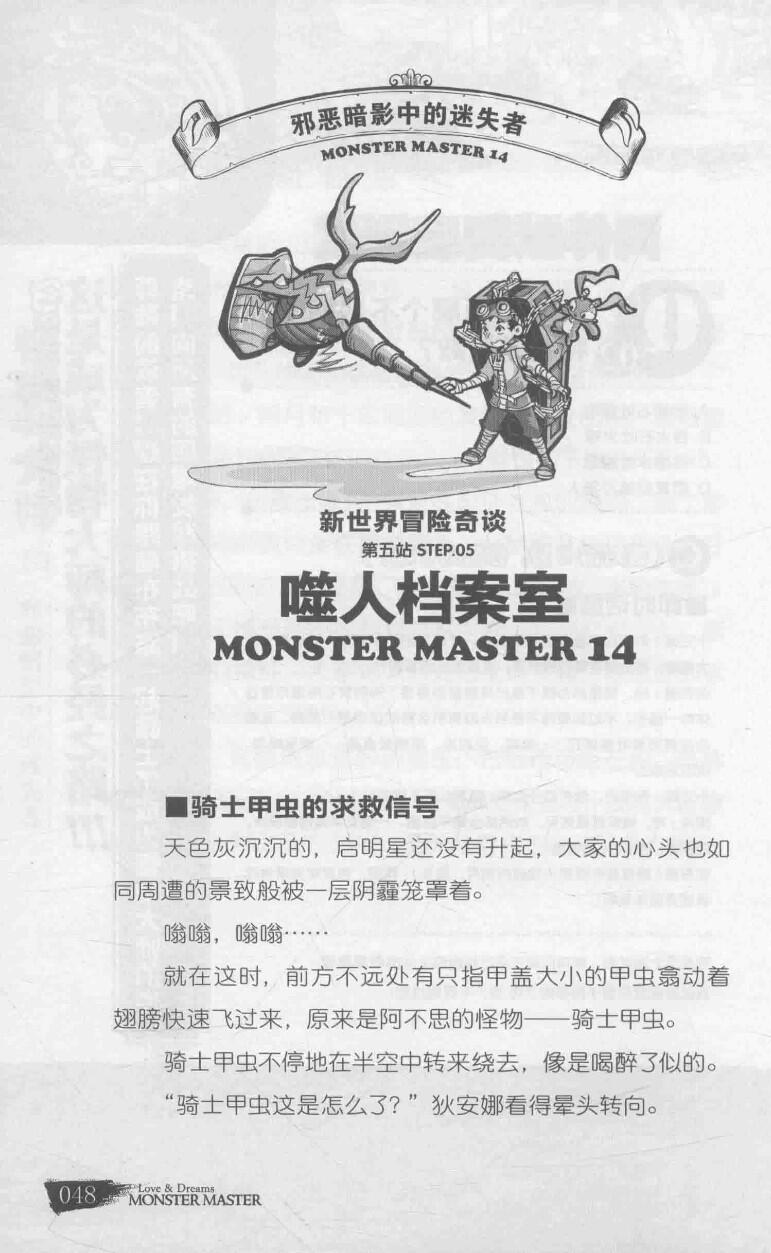 邪恶暗影中的迷失者
MONSTER MASTER 14
新世界冒险奇谈
第五站 STEP.05
噬人档案室
MONSTER MASTER 14
■骑士甲虫的求救信号
天色灰沉沉的，启明星还没有升起，大家的心头也如
同周遭的景致般被一层阴霾笼罩着。
嗡嗡，嗡嗡……
就在这时，前方不远处有只指甲盖大小的甲虫翕动着
翅膀快速飞过来，原来是阿不思的怪物——骑士甲虫。
骑士甲虫不停地在半空中转来绕去，像是喝醉了似的。
“骑士甲虫这是怎么了？”狄安娜看得晕头转向。
048
Love & Dreams
MONSTER MASTER